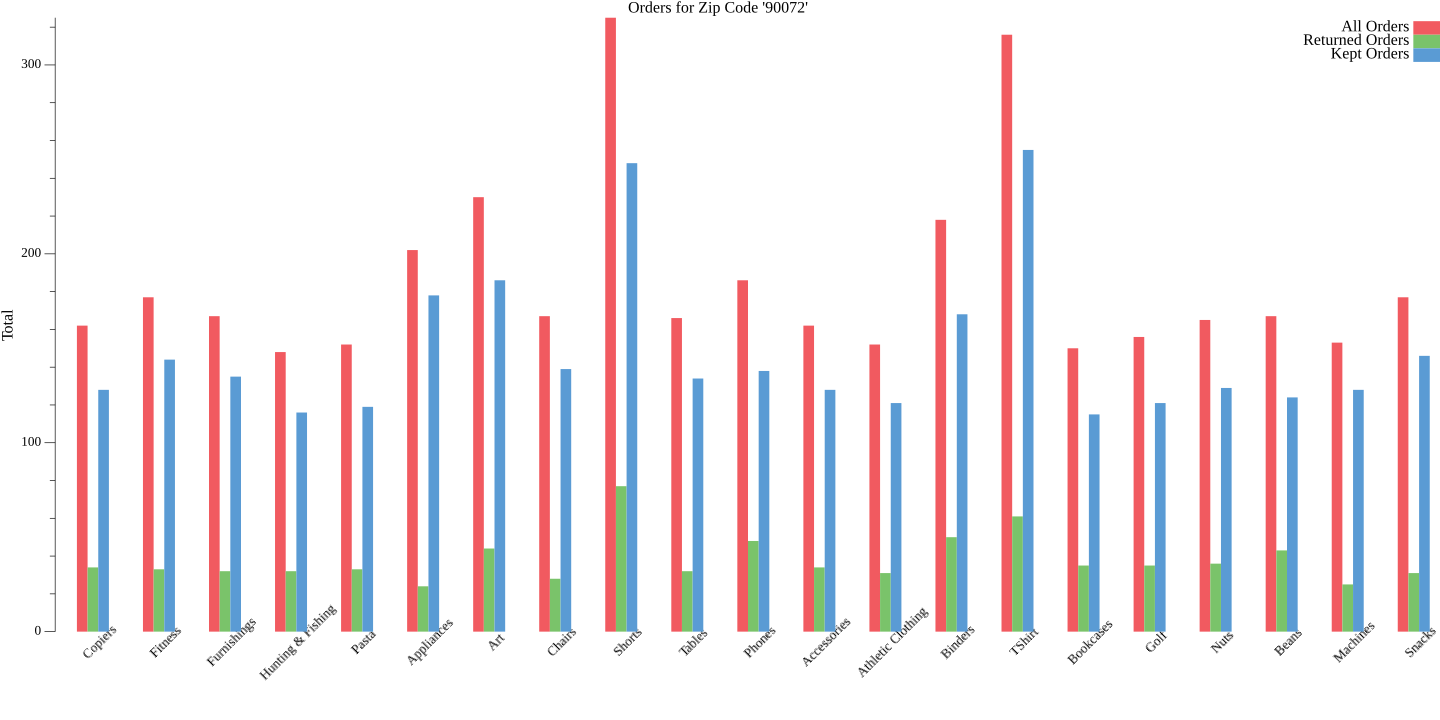 Orders for Zip Code '90072'
All Orders
Returned Orders
Kept Orders
Total
300
200
100
0
Copiers
Fitness
Furnishings
Hunting & Fishing
Pasta
Appliances
Art
Chairs
Shorts
Tables
Phones
Accessories
Athletic Clothing
Binders
TShirt
Bookcases
Golf
Nuts
Beans
Machines
Snacks